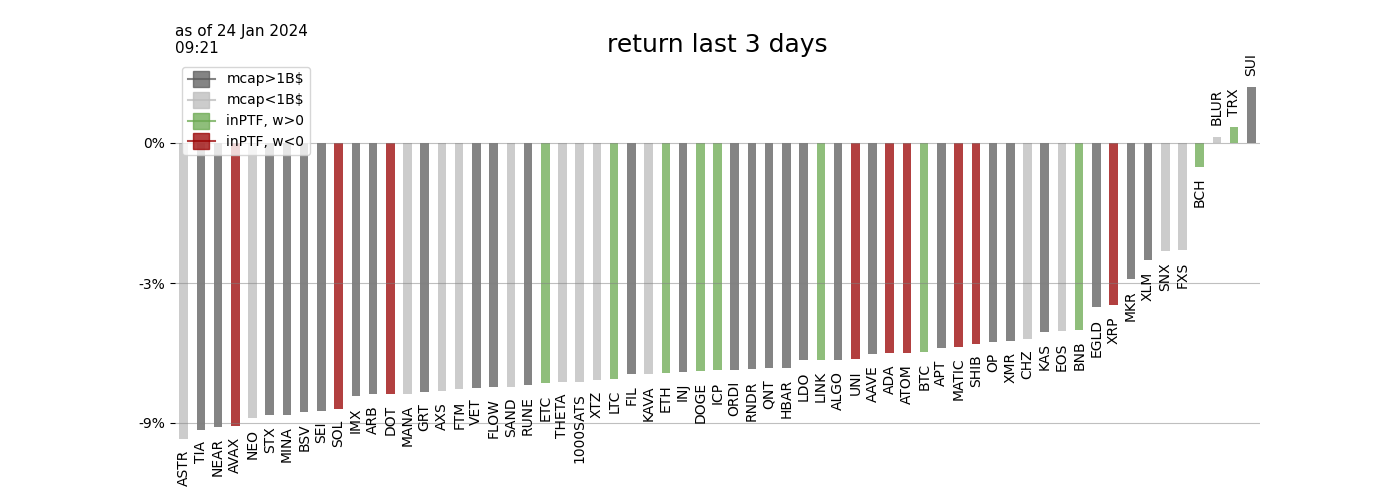 as of 24 Jan 2024
09:21
return last 3 days
mcap>1B$
mcap<1B$
inPTF, w>0
inPTF, w<0
0%
-3%
-9%
ASTR
TIA
NEAR
AVAX
NEO
STX
MINA
BSV
SEI
SOL
IMX
ARB
DOT
MANA
GRT
AXS
FTM
VET
FLOW
SAND
RUNE
ETC
THETA
1000SATS
XTZ
LTC
FIL
KAVA
ETH
INJ
DOGE
ICP
ORDI
RNDR
QNT
HBAR
LDO
LINK
ALGO
UNI
AAVE
ADA
ATOM
BTC
APT
MATIC
SHIB
OP
XMR
CHZ
KAS
EOS
BNB
EGLD
XRP
MKR
XLM
SNX
FXS
BCH
BLUR
TRX
SUI